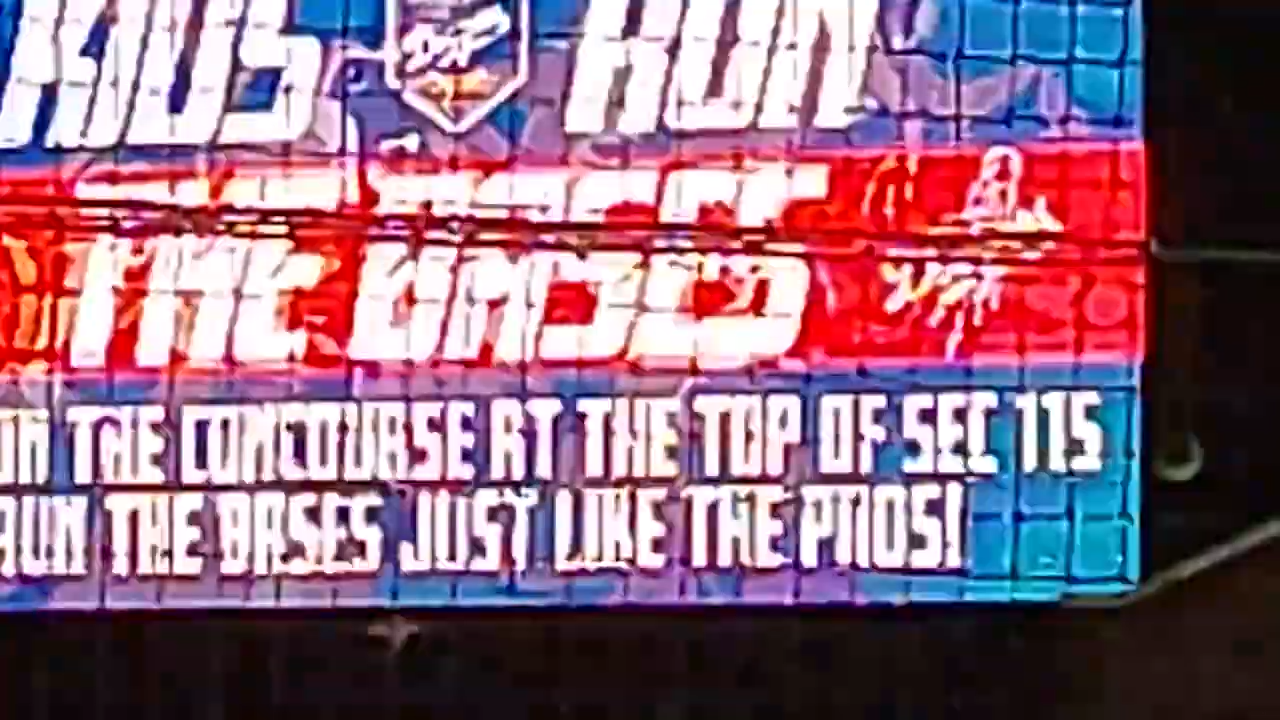 KIDS RUN
THE BASES
ON THE CONCOURSE AT THE TOP OF SEC 115
RUN THE BASES JUST LIKE THE PROS!